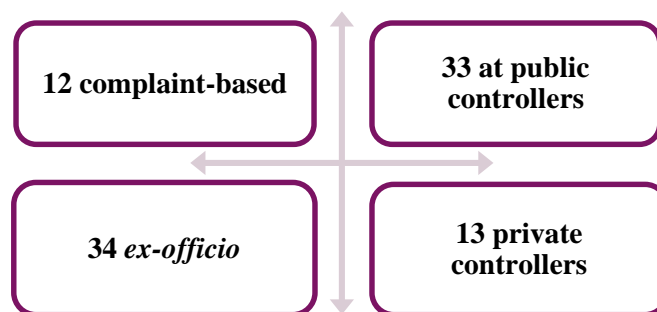 12 complaint-based
33 at public
controllers
34 ex-officio
13 private
controllers